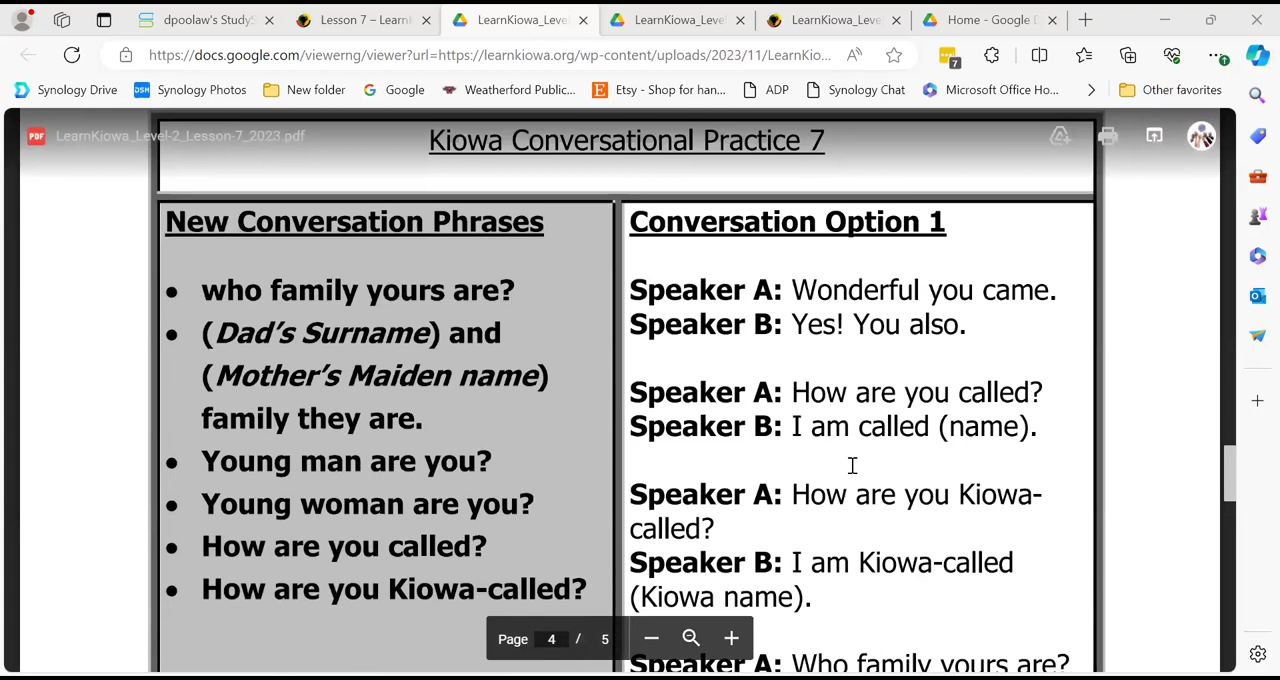 dpoolaw's StudyS
Lesson 7 – Learn
LearnKiowa_Leve
LearnKiowa_Leve
LearnKiowa_Leve
Home - Google D
https://docs.google.com/viewerng/viewer?url=https://learnkiowa.org/wp-content/uploads/2023/11/LearnKio...
7
Synology Drive
DSM
Synology Photos
New folder
Google
Weatherford Public...
Etsy - Shop for han...
ADP
Synology Chat
Microsoft Office Ho...
Other favorites
PDF LearnKiowa_Level-2_Lesson-7_2023.pdf
Kiowa Conversational Practice 7
New Conversation Phrases
• who family yours are?
• (Dad's Surname) and
(Mother's Maiden name)
family they are.
• Young man are you?
• Young woman are you?
• How are you called?
• How are you Kiowa-called?
Conversation Option 1
Speaker A: Wonderful you came.
Speaker B: Yes! You also.
Speaker A: How are you called?
Speaker B: I am called (name).
Speaker A: How are you Kiowa-
called?
Speaker B: I am Kiowa-called
(Kiowa name).
Speaker A: Who family yours are?
Page 4 / 5